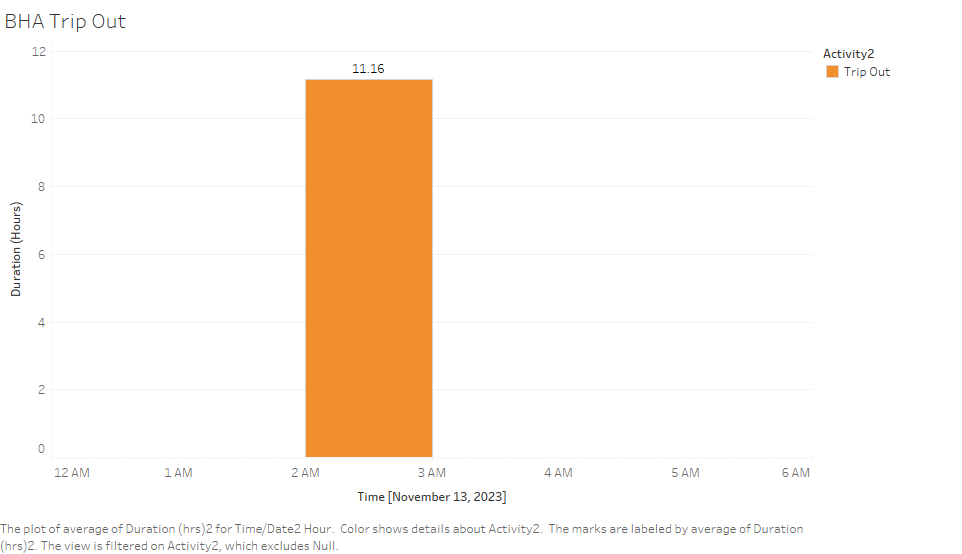 BHA Trip Out
12
10
8
6
4
2
0
Duration (Hours)
11.16
12 AM
1 AM
2 AM
3 AM
4 AM
5 AM
6 AM
Time [November 13, 2023]
Activity2
Trip Out
The plot of average of Duration (hrs)2 for Time/Date2 Hour.  Color shows details about Activity2.  The marks are labeled by average of Duration
(hrs)2. The view is filtered on Activity2, which excludes Null.